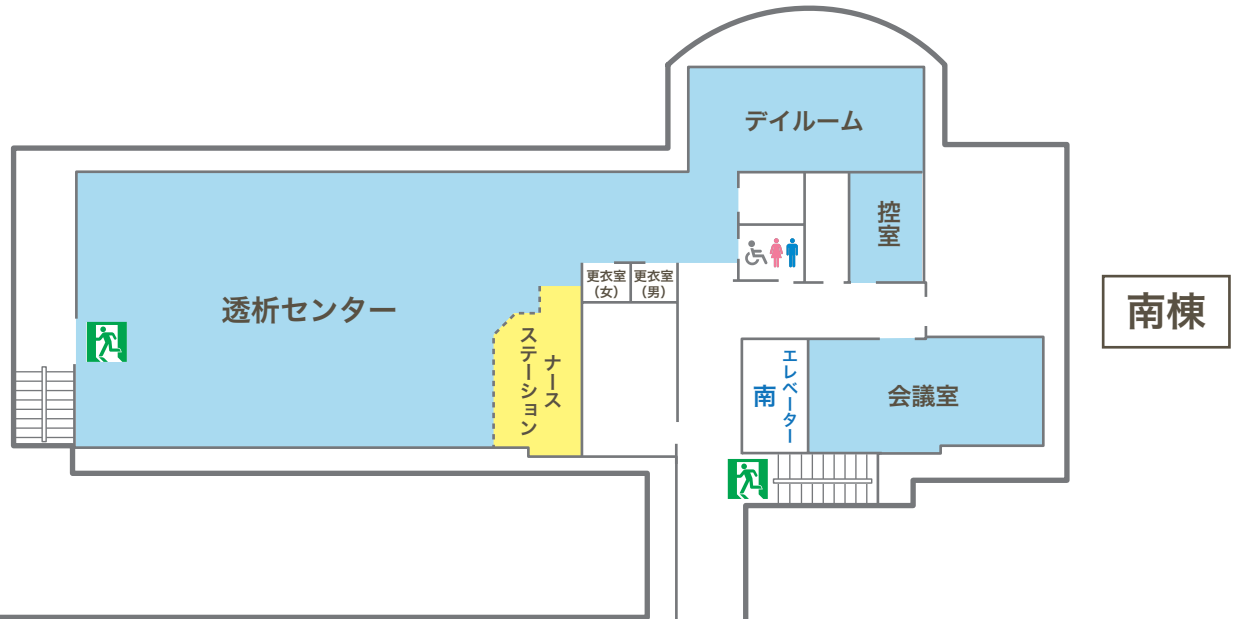 デイルーム
控室
更衣室
（女）
更衣室
（男）
透析センター
ナース
ステーション
南
エレベーター
会議室
南棟